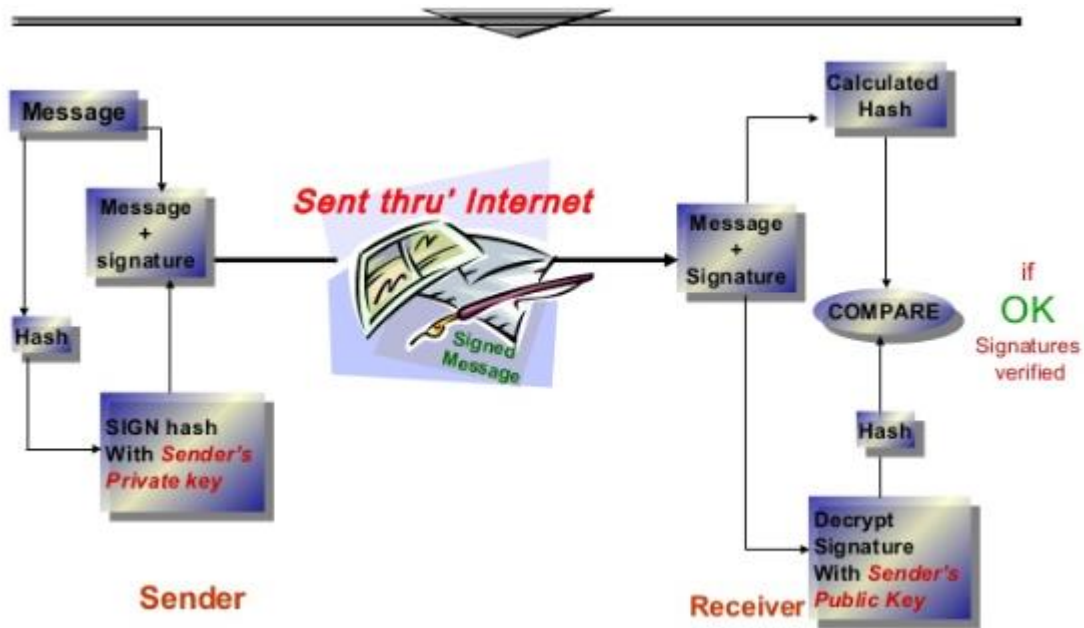 Message
Message
+
signature
Hash
SIGN hash
With Sender's
Private key
Sender
Sent thru' Internet
Signed
Message
Message
+
Signature
Calculated
Hash
COMPARE
if
OK
Signatures
verified
Hash
Decrypt
Signature
With Sender's
Public Key
Receiver